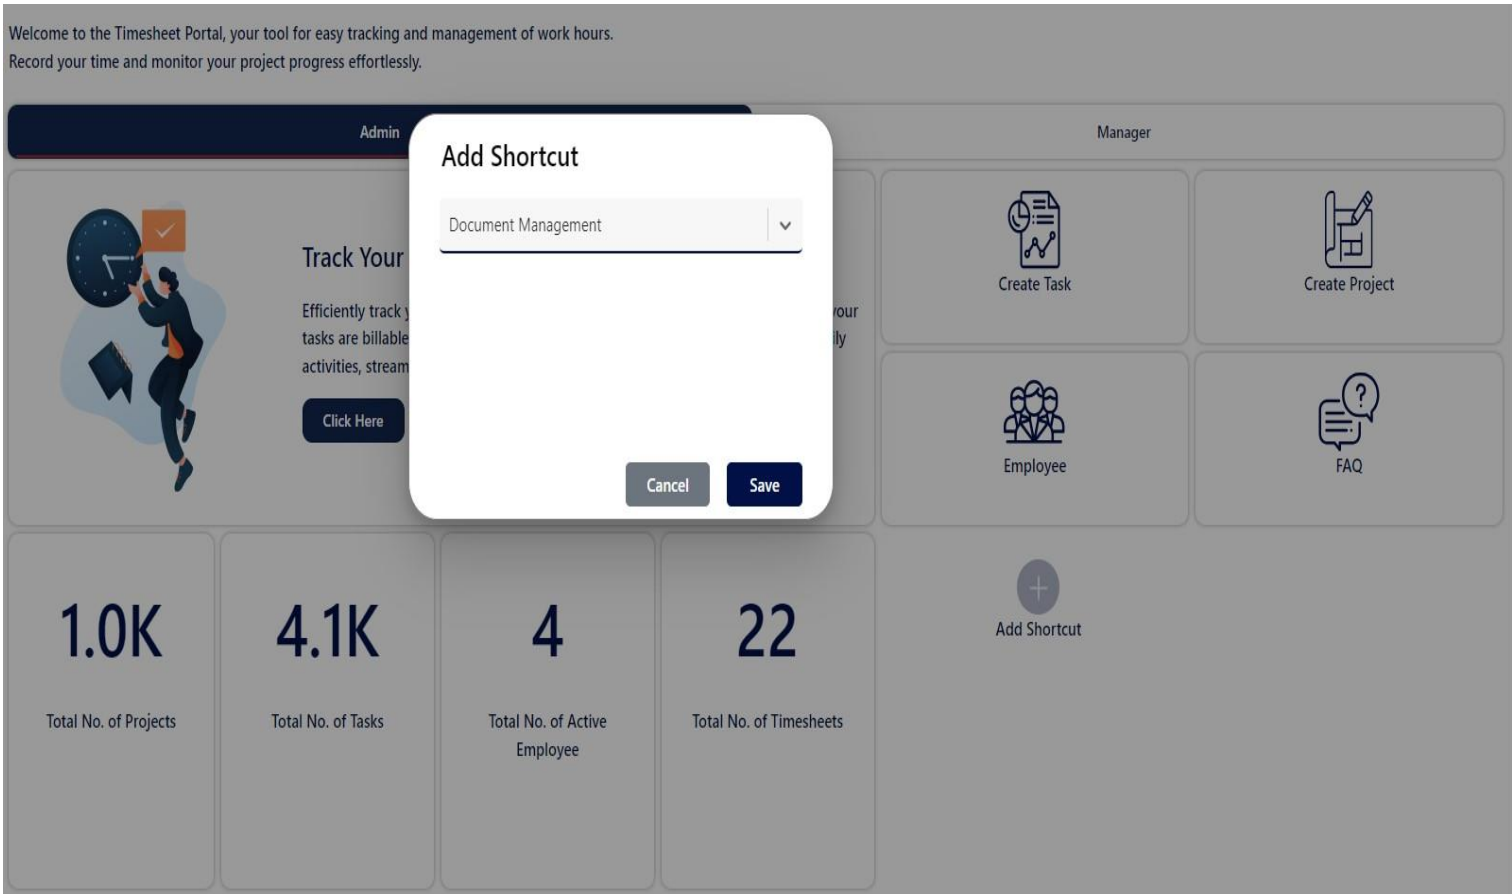 Welcome to the Timesheet Portal, your tool for easy tracking and management of work hours.
Record your time and monitor your project progress effortlessly.
Admin
Manager
Add Shortcut
Document Management
Cancel
Save
Track Your
Efficiently track
your
tasks are billable
activities, stream
Click Here
Create Task
Create Project
Employee
FAQ
1.0K
Total No. of Projects
4.1K
Total No. of Tasks
4
Total No. of Active
Employee
22
Total No. of Timesheets
Add Shortcut